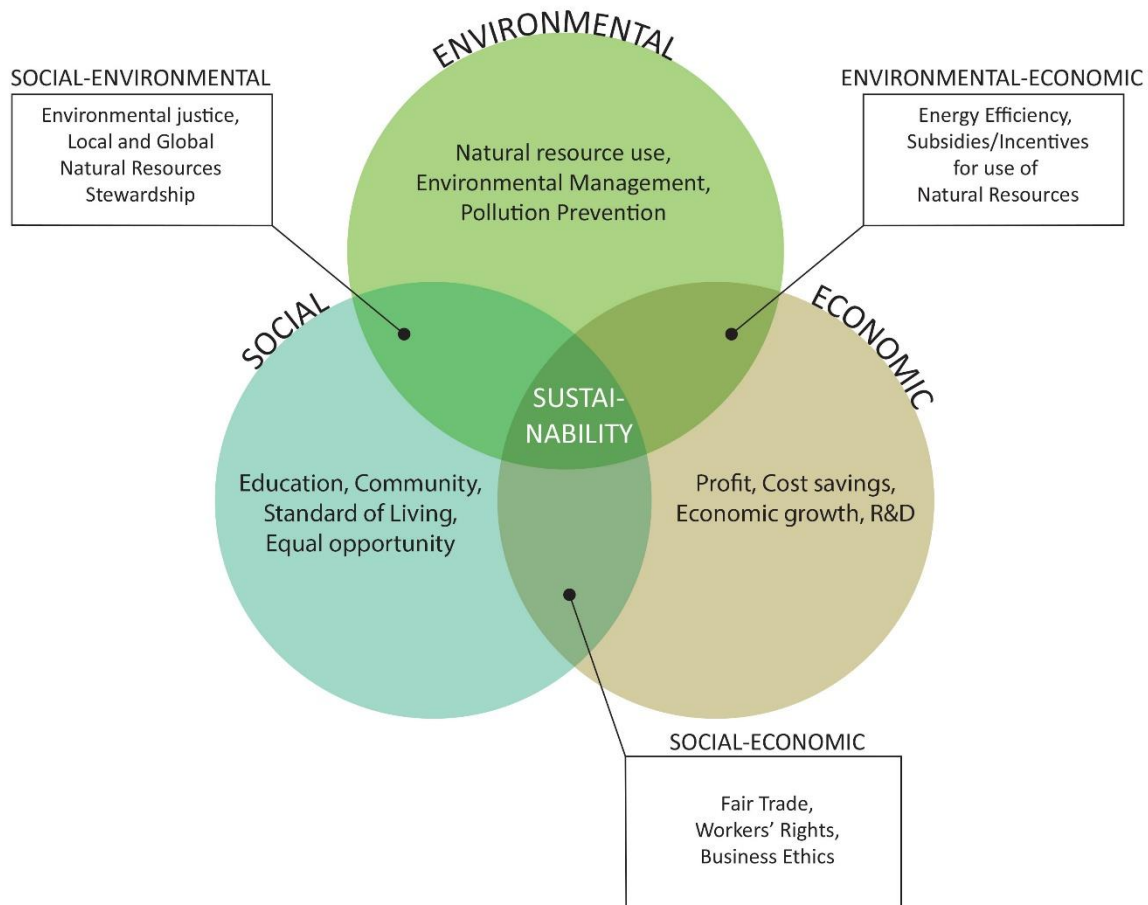 ENVIRONMENTAL
SOCIAL-ENVIRONMENTAL
Environmental justice,
Local and Global
Natural Resources
Stewardship
ENVIRONMENTAL-ECONOMIC
Energy Efficiency,
Subsidies/Incentives
for use of
Natural Resources
Natural resource use,
Environmental Management,
Pollution Prevention
SOCIAL
ECONOMIC
SUSTAI-
NABILITY
Education, Community,
Standard of Living,
Equal opportunity
Profit, Cost savings,
Economic growth, R&D
SOCIAL-ECONOMIC
Fair Trade,
Workers’ Rights,
Business Ethics